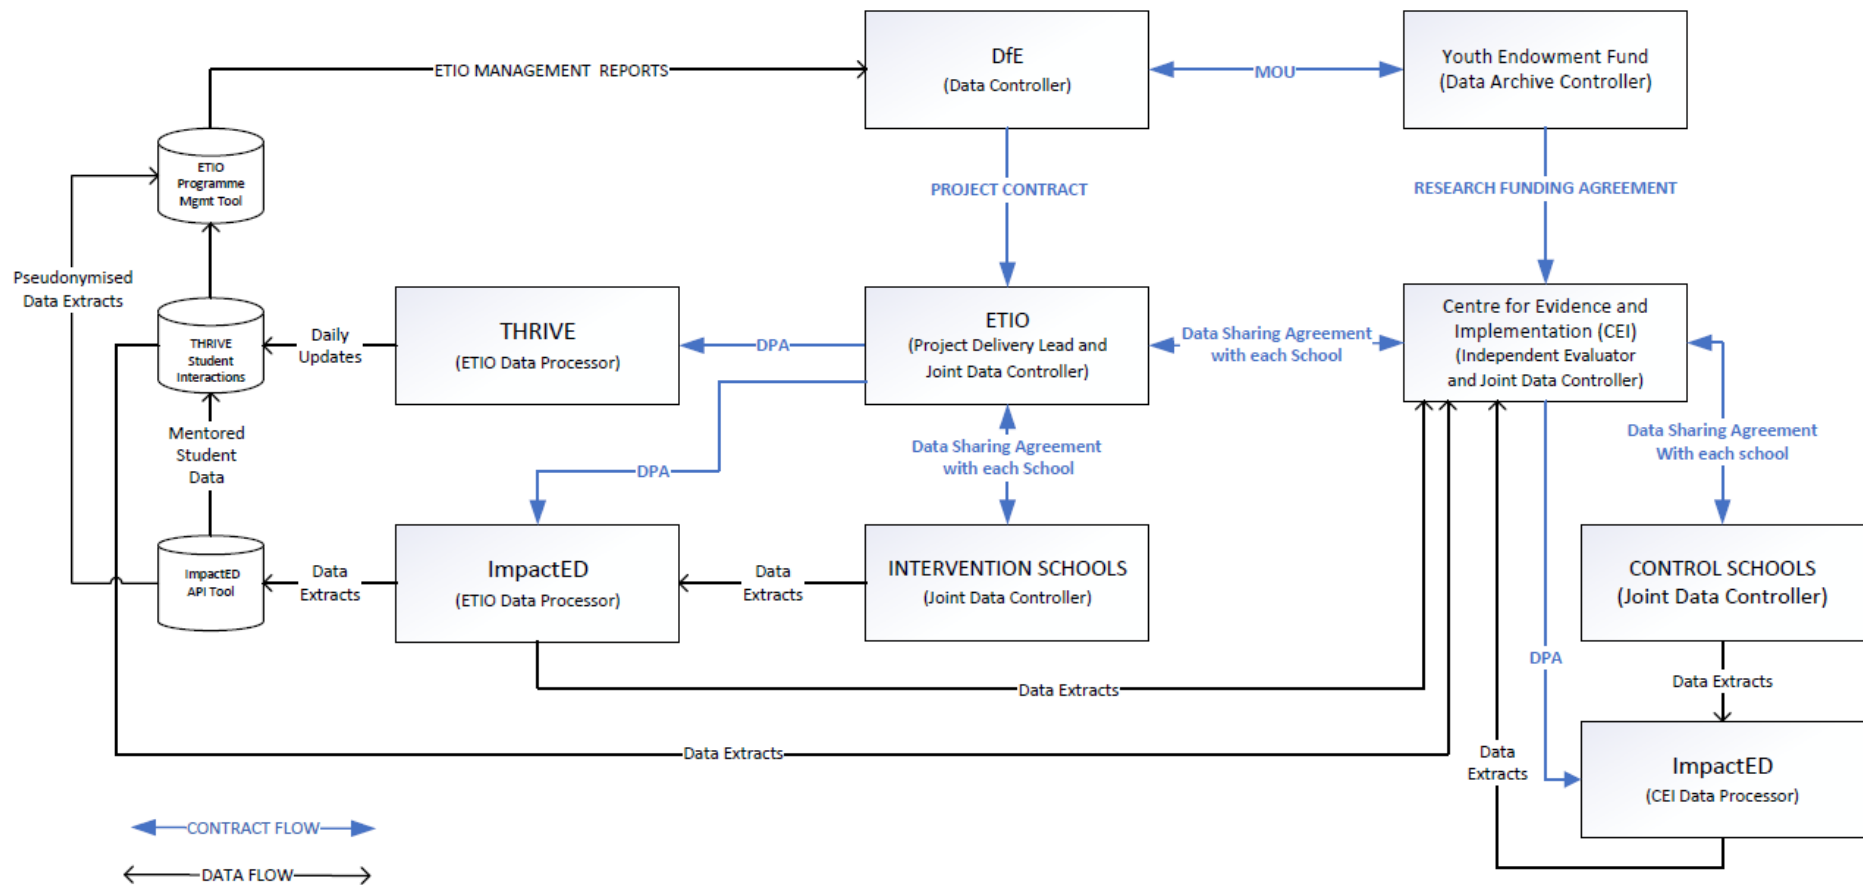 DfE
(Data Controller)
Youth Endowment Fund
(Data Archive Controller)
ETIO MANAGEMENT  REPORTS
MOU
ETIO
Programme
Mgmt Tool
PROJECT CONTRACT
RESEARCH FUNDING AGREEMENT
Pseudonymised
Data Extracts
THRIVE
Student
Interactions
Daily
Updates
THRIVE
(ETIO Data Processor)
DPA
ETIO
(Project Delivery Lead and
Joint Data Controller)
Data Sharing Agreement
with each School
Centre for Evidence and
Implementation (CEI)
(Independent Evaluator
and Joint Data Controller)
Mentored
Student
Data
DPA
Data Sharing Agreement
with each School
Data Sharing Agreement
With each school
ImpactED
API Tool
Data
Extracts
ImpactED
(ETIO Data Processor)
Data
Extracts
INTERVENTION SCHOOLS
(Joint Data Controller)
CONTROL SCHOOLS
(Joint Data Controller)
DPA
Data Extracts
Data Extracts
Data Extracts
Data
Extracts
ImpactED
(CEI Data Processor)
CONTRACT FLOW
DATA FLOW